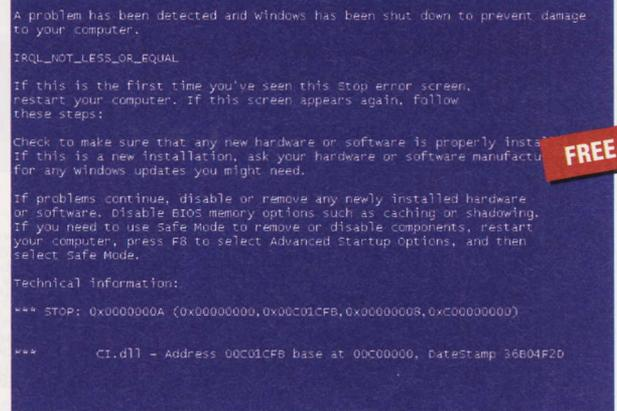 A problem has been detected and Windows has been shut down to prevent damage
to your computer.
IRQL_NOT_LESS_OR_EQUAL
If this is the first time you've seen this Stop error screen,
restart your computer. If this screen appears again, follow
these steps:
Check to make sure that any new hardware or software is properly insta
If this is a new installation, ask your hardware or software manufactu
for any Windows updates you might need.
FREE
If problems continue, disable or remove any newly installed hardware
or software. Disable BIOS memory options such as caching or shadowing.
If you need to use Safe Mode to remove or disable components, restart
your computer, press F8 to select Advanced Startup Options, and then
select Safe Mode.
Technical information:
*** STOP: 0x0000000A (0x00000000,0x00C01CFB,0x00000008,0xC00000000)
*** CI.dll - Address 00C01CFB base at 00C00000, DateStamp 36B04F2D